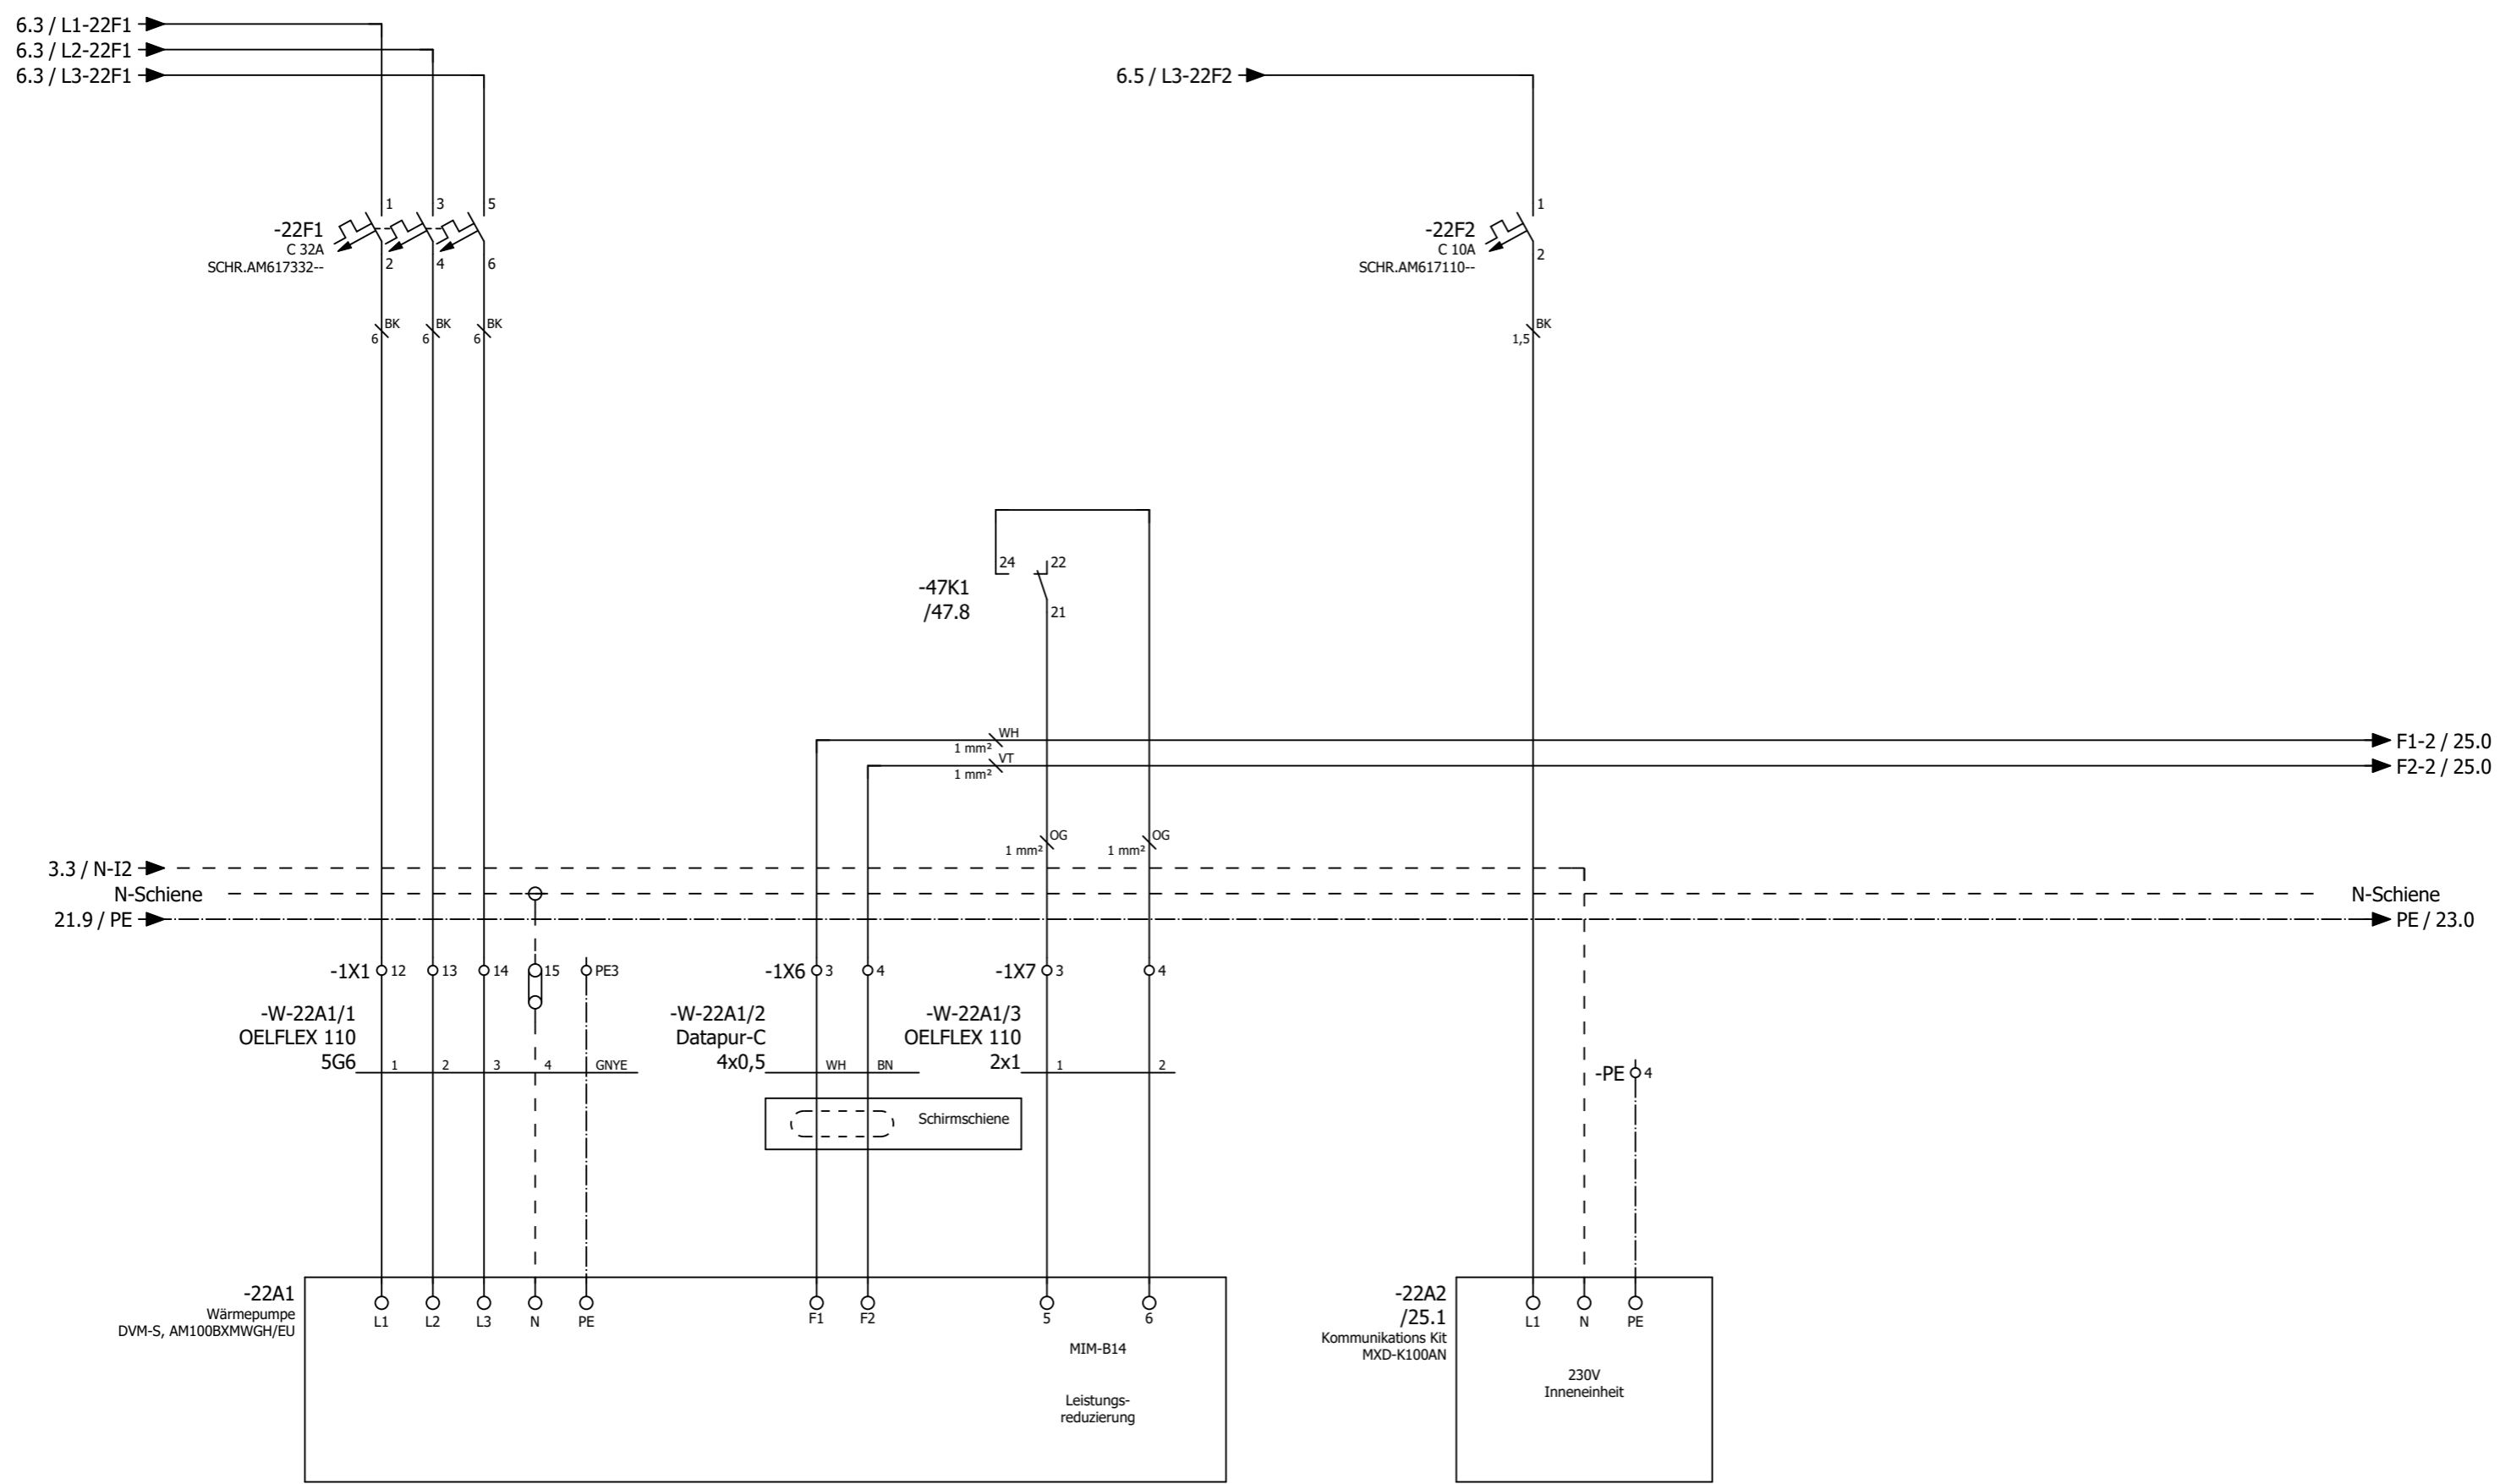 6.3 / L1-22F1
6.3 / L2-22F1
6.3 / L3-22F1
6.5 / L3-22F2
1
3
5
-22F1
C 32A
SCHR.AM617332--
2
4
6
1
-22F2
C 10A
SCHR.AM617110--
2
BK
BK
BK
6
6
6
BK
1,5
24
22
-47K1
/47.8
21
WH
1 mm²
VT
1 mm²
F1-2 / 25.0
F2-2 / 25.0
OG
1 mm²
OG
1 mm²
3.3 / N-I2
N-Schiene
N-Schiene
21.9 / PE
PE / 23.0
-1X1
12
13
14
15
PE3
-1X6
3
4
-1X7
3
4
-W-22A1/1
OELFLEX 110
5G6
1
2
3
4
GNYE
-W-22A1/2
Datapur-C
4x0,5
WH
BN
-W-22A1/3
OELFLEX 110
2x1
1
2
-PE
4
Schirmschiene
-22A1
Wärmepumpe
DVM-S, AM100BXMWGH/EU
L1
L2
L3
N
PE
F1
F2
5
6
MIM-B14
Leistungs-
reduzierung
-22A2
/25.1
Kommunikations Kit
MXD-K100AN
L1
N
PE
230V
Inneneinheit